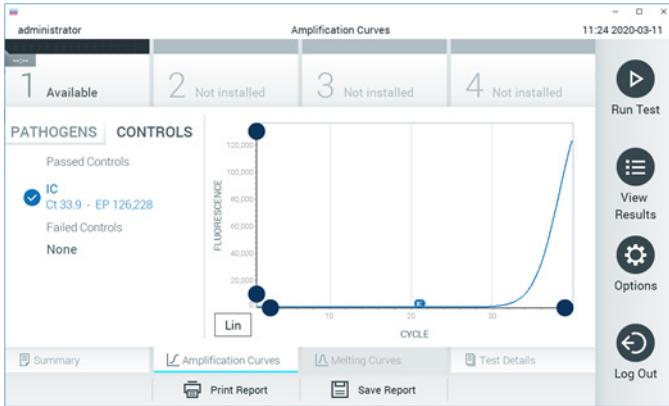 administrator
Amplification Curves
11:24 2020-03-11
--:--
1 Available
2 Not installed
3 Not installed
4 Not installed
Run Test
View
Results
Options
Log Out
PATHOGENS
CONTROLS
Passed Controls
IC
Ct 33.9 - EP 126,228
Failed Controls
None
FLUORESCENCE
120,000
100,000
80,000
60,000
40,000
20,000
0
IC
10
20
30
CYCLE
Lin
Summary
Amplification Curves
Melting Curves
Test Details
Print Report
Save Report